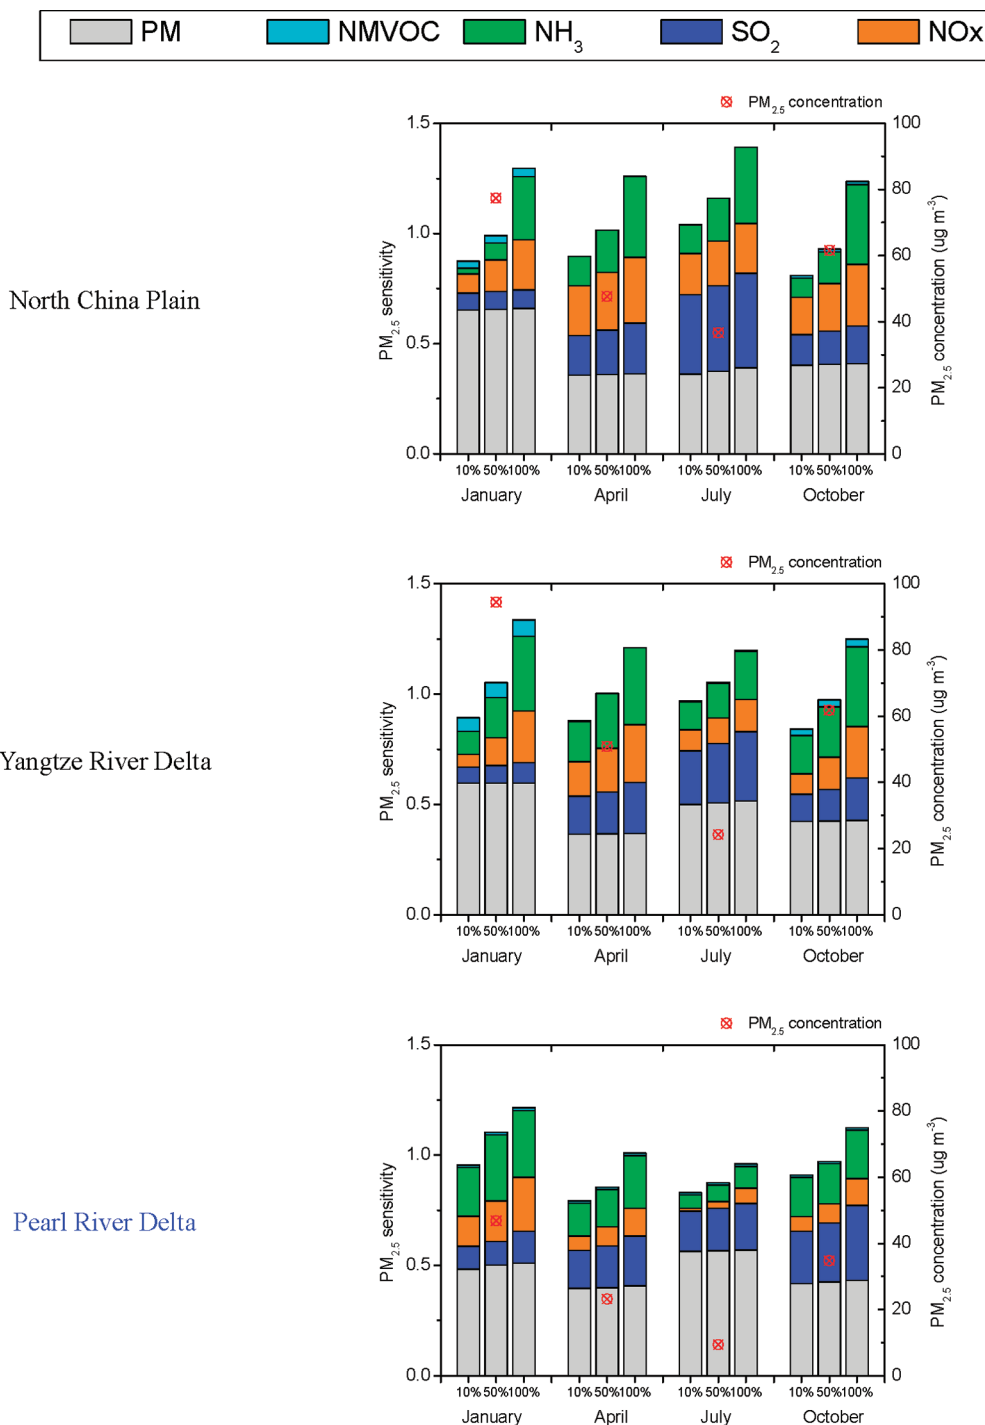 PM NMVOC NH3 SO2 NOx
PM2.5 concentration
North China Plain
PM2.5 sensitivity
1.5
1.0
0.5
0.0
100
80
60
40
20
0
PM2.5 concentration (ug m-3)
10% 50% 100% 10% 50% 100% 10% 50% 100% 10% 50% 100%
January April July October
PM2.5 concentration
Yangtze River Delta
PM2.5 sensitivity
1.5
1.0
0.5
0.0
100
80
60
40
20
0
PM2.5 concentration (ug m-3)
10% 50% 100% 10% 50% 100% 10% 50% 100% 10% 50% 100%
January April July October
PM2.5 concentration
Pearl River Delta
PM2.5 sensitivity
1.5
1.0
0.5
0.0
100
80
60
40
20
0
PM2.5 concentration (ug m-3)
10% 50% 100% 10% 50% 100% 10% 50% 100% 10% 50% 100%
January April July October